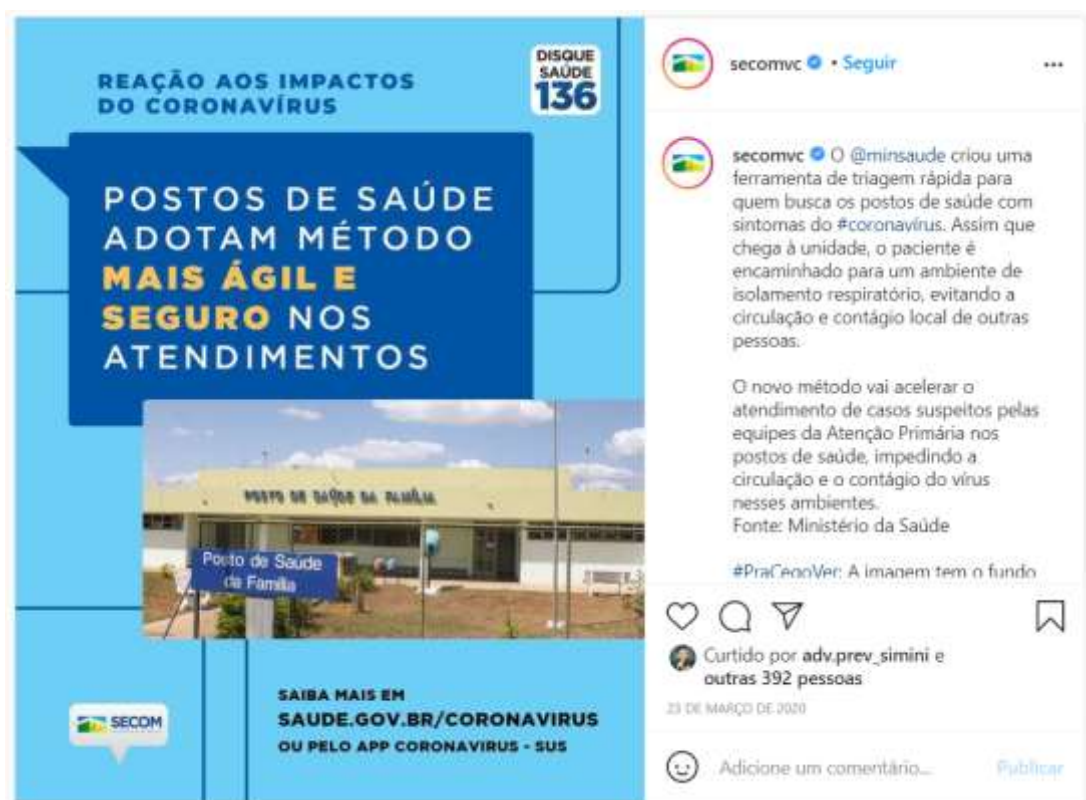 REAÇÃO AOS IMPACTOS
DO CORONAVÍRUS
DISQUE
SAÚDE
136
POSTOS DE SAÚDE
ADOTAM MÉTODO
MAIS ÁGIL E
SEGURO NOS
ATENDIMENTOS
POSTO DE SAÚDE DA FAMÍLIA
Posto de Saúde
da Família
SECOM
SAIBA MAIS EM
SAUDE.GOV.BR/CORONAVIRUS
OU PELO APP CORONAVIRUS - SUS
secomvc • Seguir
secomvc O @minsaude criou uma
ferramenta de triagem rápida para
quem busca os postos de saúde com
sintomas do #coronavírus. Assim que
chega à unidade, o paciente é
encaminhado para um ambiente de
isolamento respiratório, evitando a
circulação e contágio local de outras
pessoas.
O novo método vai acelerar o
atendimento de casos suspeitos pelas
equipes da Atenção Primária nos
postos de saúde, impedindo a
circulação e o contágio do vírus
nesses ambientes.
Fonte: Ministério da Saúde
#PraCegoVer: A imagem tem o fundo
Curtido por adv.prev_simini e
outras 392 pessoas
23 DE MARÇO DE 2020
Adicione um comentário... Publicar